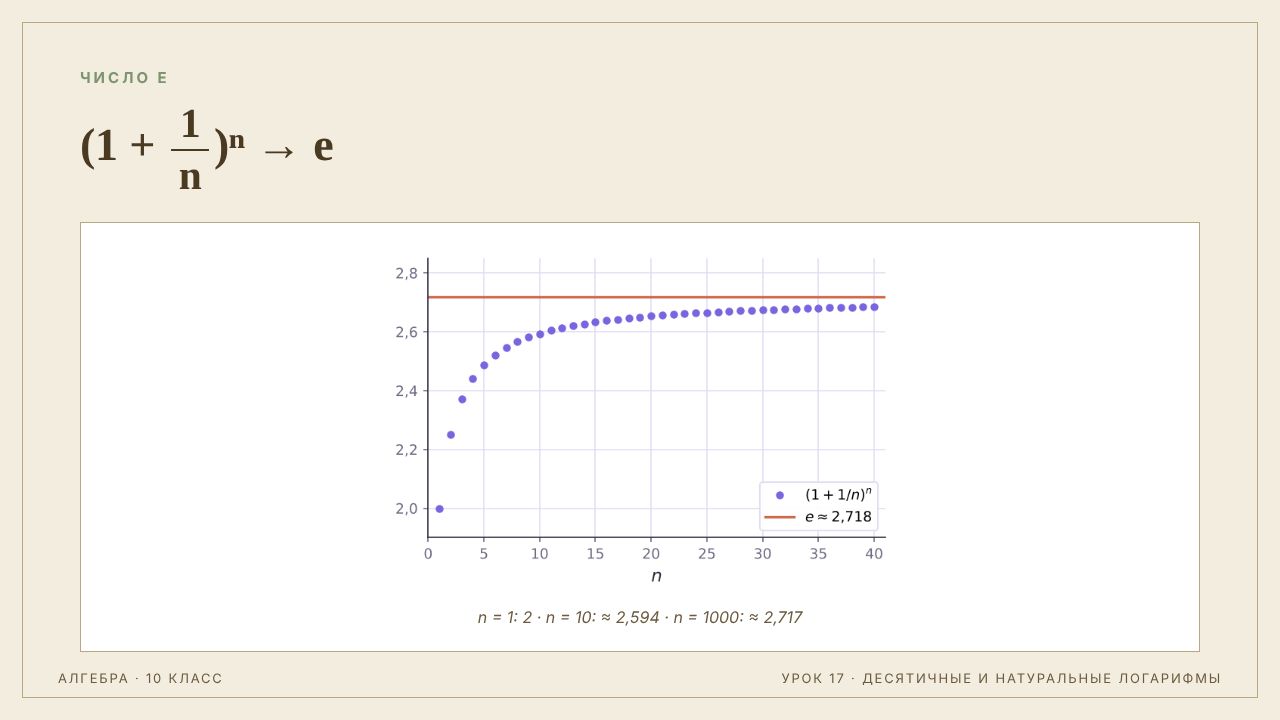 ЧИСЛО E
(1 + 1/n)ⁿ → e
2,8
2,6
2,4
2,2
2,0
(1 + 1/n)ⁿ
e ≈ 2,718
0 5 10 15 20 25 30 35 40
n
n = 1: 2 · n = 10: ≈ 2,594 · n = 1000: ≈ 2,717
АЛГЕБРА · 10 КЛАСС
УРОК 17 · ДЕСЯТИЧНЫЕ И НАТУРАЛЬНЫЕ ЛОГАРИФМЫ